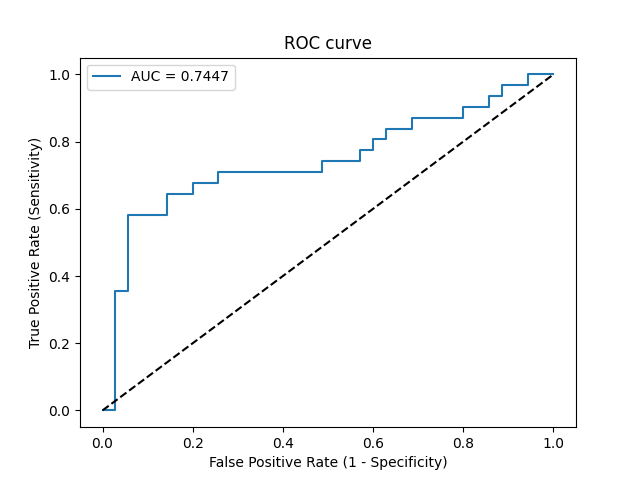 ROC curve
AUC = 0.7447
True Positive Rate (Sensitivity)
1.0
0.8
0.6
0.4
0.2
0.0
0.0 0.2 0.4 0.6 0.8 1.0
False Positive Rate (1 - Specificity)